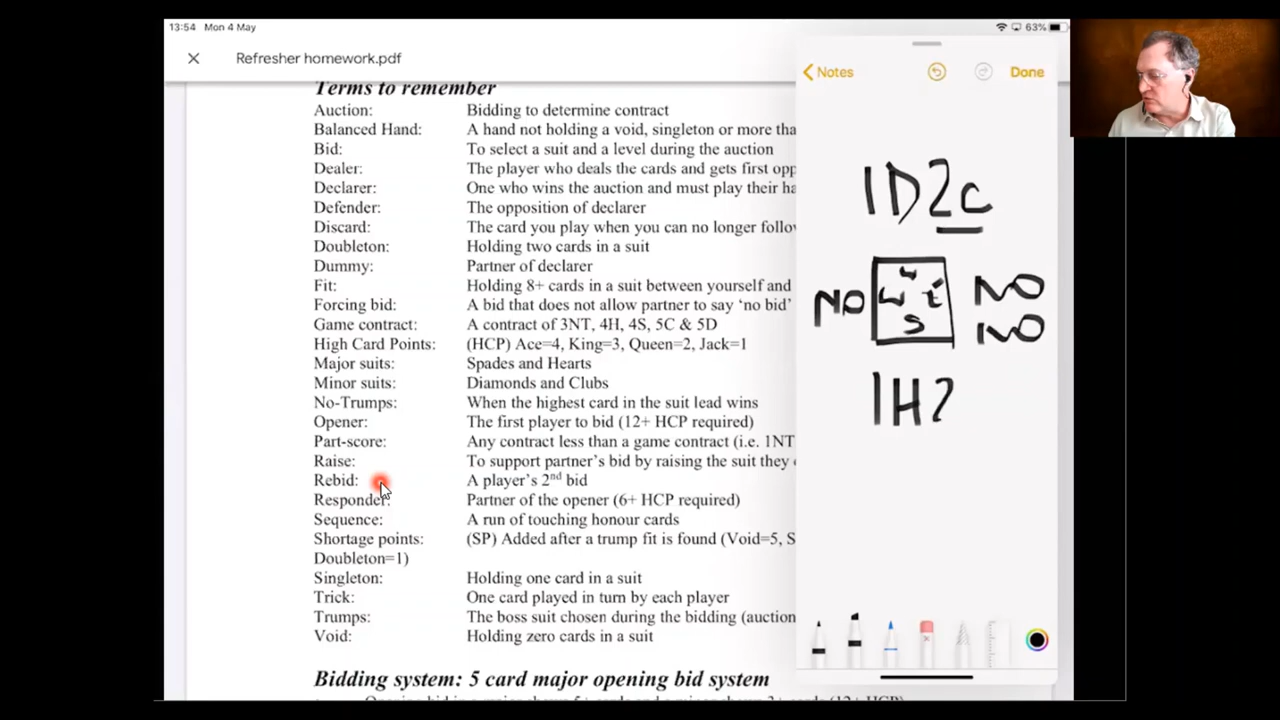 13:54 Mon 4 May
63%
Refresher homework.pdf
Terms to remember
Auction: Bidding to determine contract
Balanced Hand: A hand not holding a void, singleton or more tha
Bid: To select a suit and a level during the auction
Dealer: The player who deals the cards and gets first opp
Declarer: One who wins the auction and must play their ha
Defender: The opposition of declarer
Discard: The card you play when you can no longer follow
Doubleton: Holding two cards in a suit
Dummy: Partner of declarer
Fit: Holding 8+ cards in a suit between yourself and
Forcing bid: A bid that does not allow partner to say ‘no bid’
Game contract: A contract of 3NT, 4H, 4S, 5C & 5D
High Card Points: (HCP) Ace=4, King=3, Queen=2, Jack=1
Major suits: Spades and Hearts
Minor suits: Diamonds and Clubs
No-Trumps: When the highest card in the suit lead wins
Opener: The first player to bid (12+ HCP required)
Part-score: Any contract less than a game contract (i.e. 1NT
Raise: To support partner’s bid by raising the suit they
Rebid: A player’s 2nd bid
Responder: Partner of the opener (6+ HCP required)
Sequence: A run of touching honour cards
Shortage points: (SP) Added after a trump fit is found (Void=5, S
Doubleton=1)
Singleton: Holding one card in a suit
Trick: One card played in turn by each player
Trumps: The boss suit chosen during the bidding (auction
Void: Holding zero cards in a suit
Bidding system: 5 card major opening bid system
Notes
Done
1D 2C
NO
W
E
S
NO
NO
1H ?